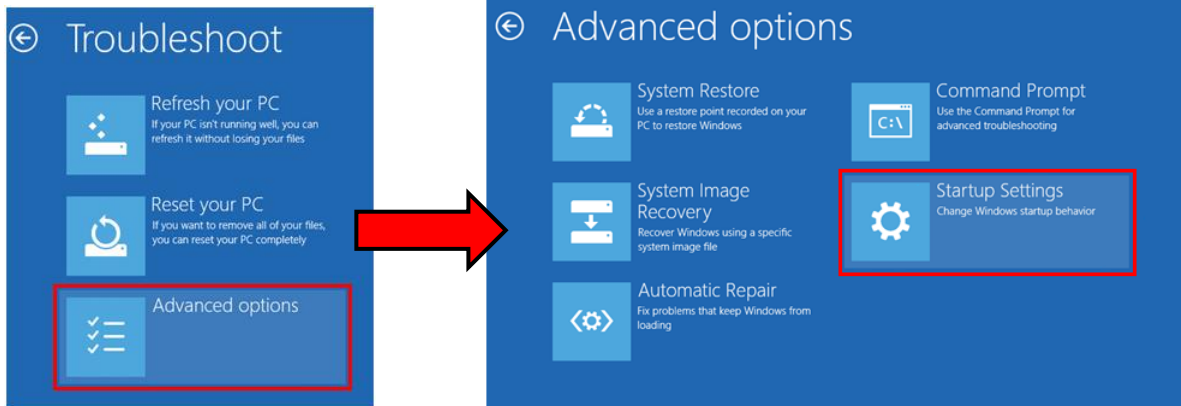 Troubleshoot
Refresh your PC
If your PC isn't running well, you can
refresh it without losing your files
Reset your PC
If you want to remove all of your files,
you can reset your PC completely
Advanced options
Advanced options
System Restore
Use a restore point recorded on your
PC to restore Windows
System Image
Recovery
Recover Windows using a specific
system image file
Automatic Repair
Fix problems that keep Windows from
loading
Command Prompt
Use the Command Prompt for
advanced troubleshooting
C:\
Startup Settings
Change Windows startup behavior